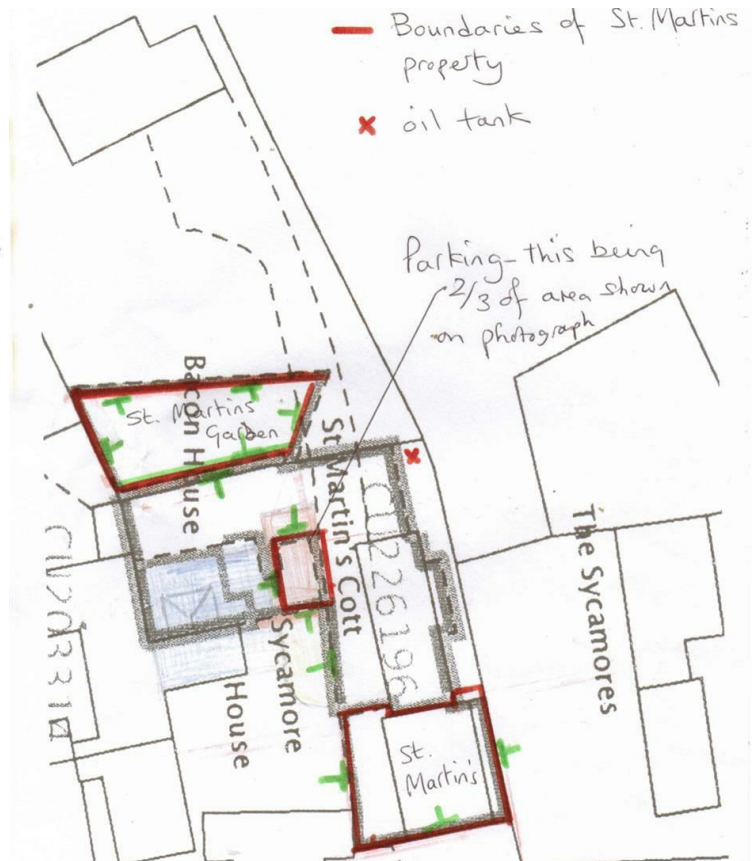 Boundaries of St. Martins
property
oil tank
Parking - this being
2/3 of area shown
on photograph
Bacon House
St. Martins
Garden
St Martin's Cott
CU226196
The Sycamores
Sycamore
House
St.
Martin's